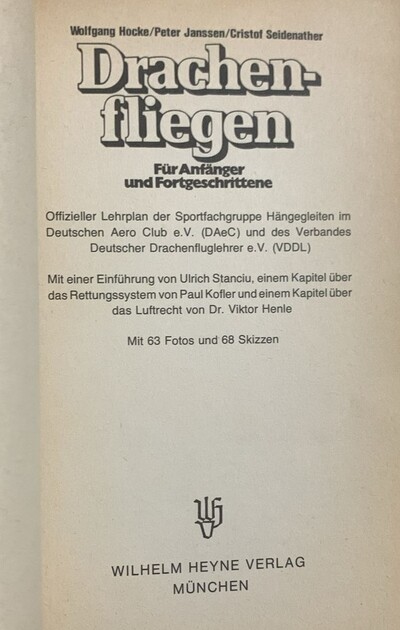 Wolfgang Hocke/Peter Janssen/Cristof Seidenather
Drachen-
fliegen
Für Anfänger
und Fortgeschrittene
Offizieller Lehrplan der Sportfachgruppe Hängegleiten im
Deutschen Aero Club e.V. (DAeC) und des Verbandes
Deutscher Drachenfluglehrer e.V. (VDDL)
Mit einer Einführung von Ulrich Stanciu, einem Kapitel über
das Rettungssystem von Paul Kofler und einem Kapitel über
das Luftrecht von Dr. Viktor Henle
Mit 63 Fotos und 68 Skizzen
WHV
WILHELM HEYNE VERLAG
MÜNCHEN